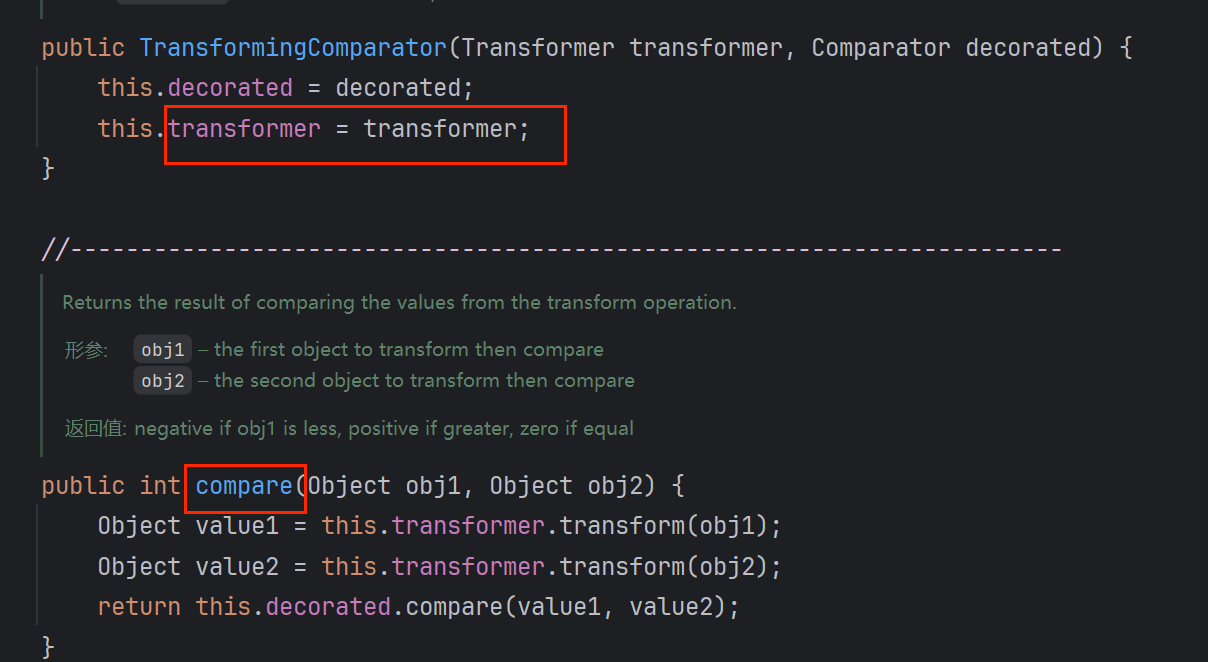 public TransformingComparator(Transformer transformer, Comparator decorated) {
this.decorated = decorated;
this.transformer = transformer;
}
//-----------------------------------------------------------------------
Returns the result of comparing the values from the transform operation.
形参: obj1 – the first object to transform then compare
obj2 – the second object to transform then compare
返回值: negative if obj1 is less, positive if greater, zero if equal
public int compare(Object obj1, Object obj2) {
Object value1 = this.transformer.transform(obj1);
Object value2 = this.transformer.transform(obj2);
return this.decorated.compare(value1, value2);
}